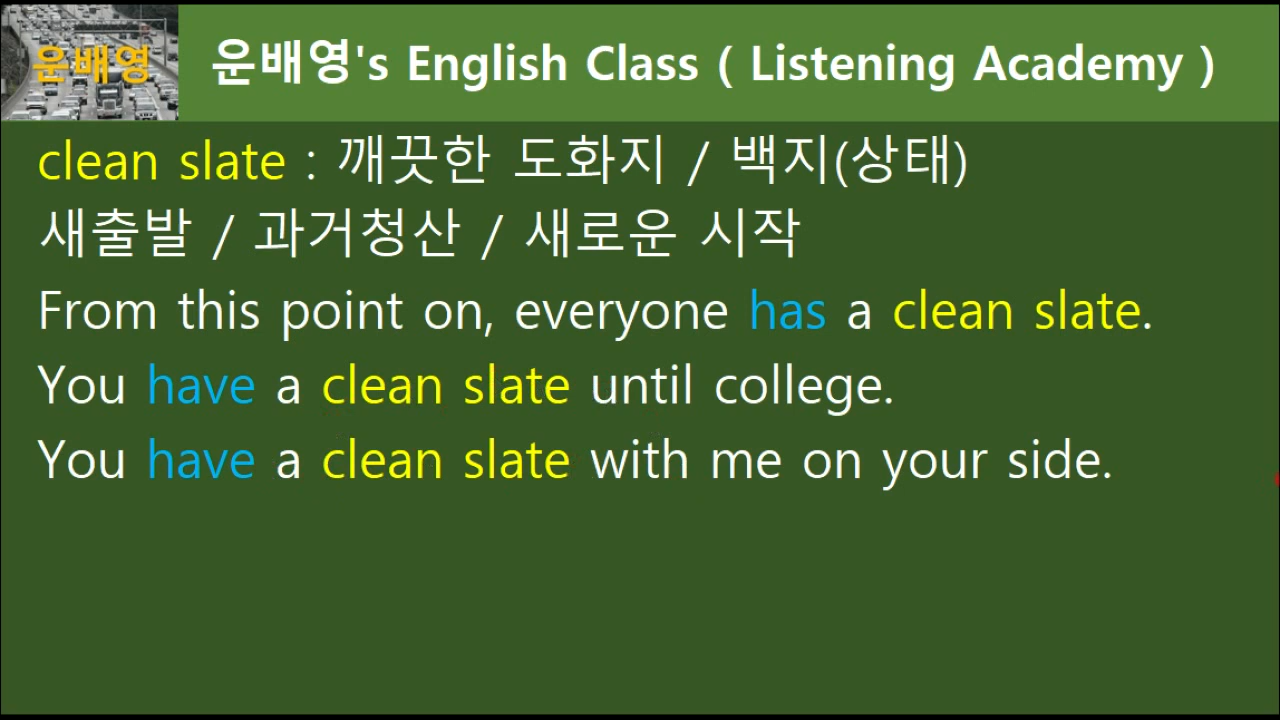 운배영
운배영's English Class ( Listening Academy )
clean slate : 깨끗한 도화지 / 백지(상태)
새출발 / 과거청산 / 새로운 시작
From this point on, everyone has a clean slate.
You have a clean slate until college.
You have a clean slate with me on your side.